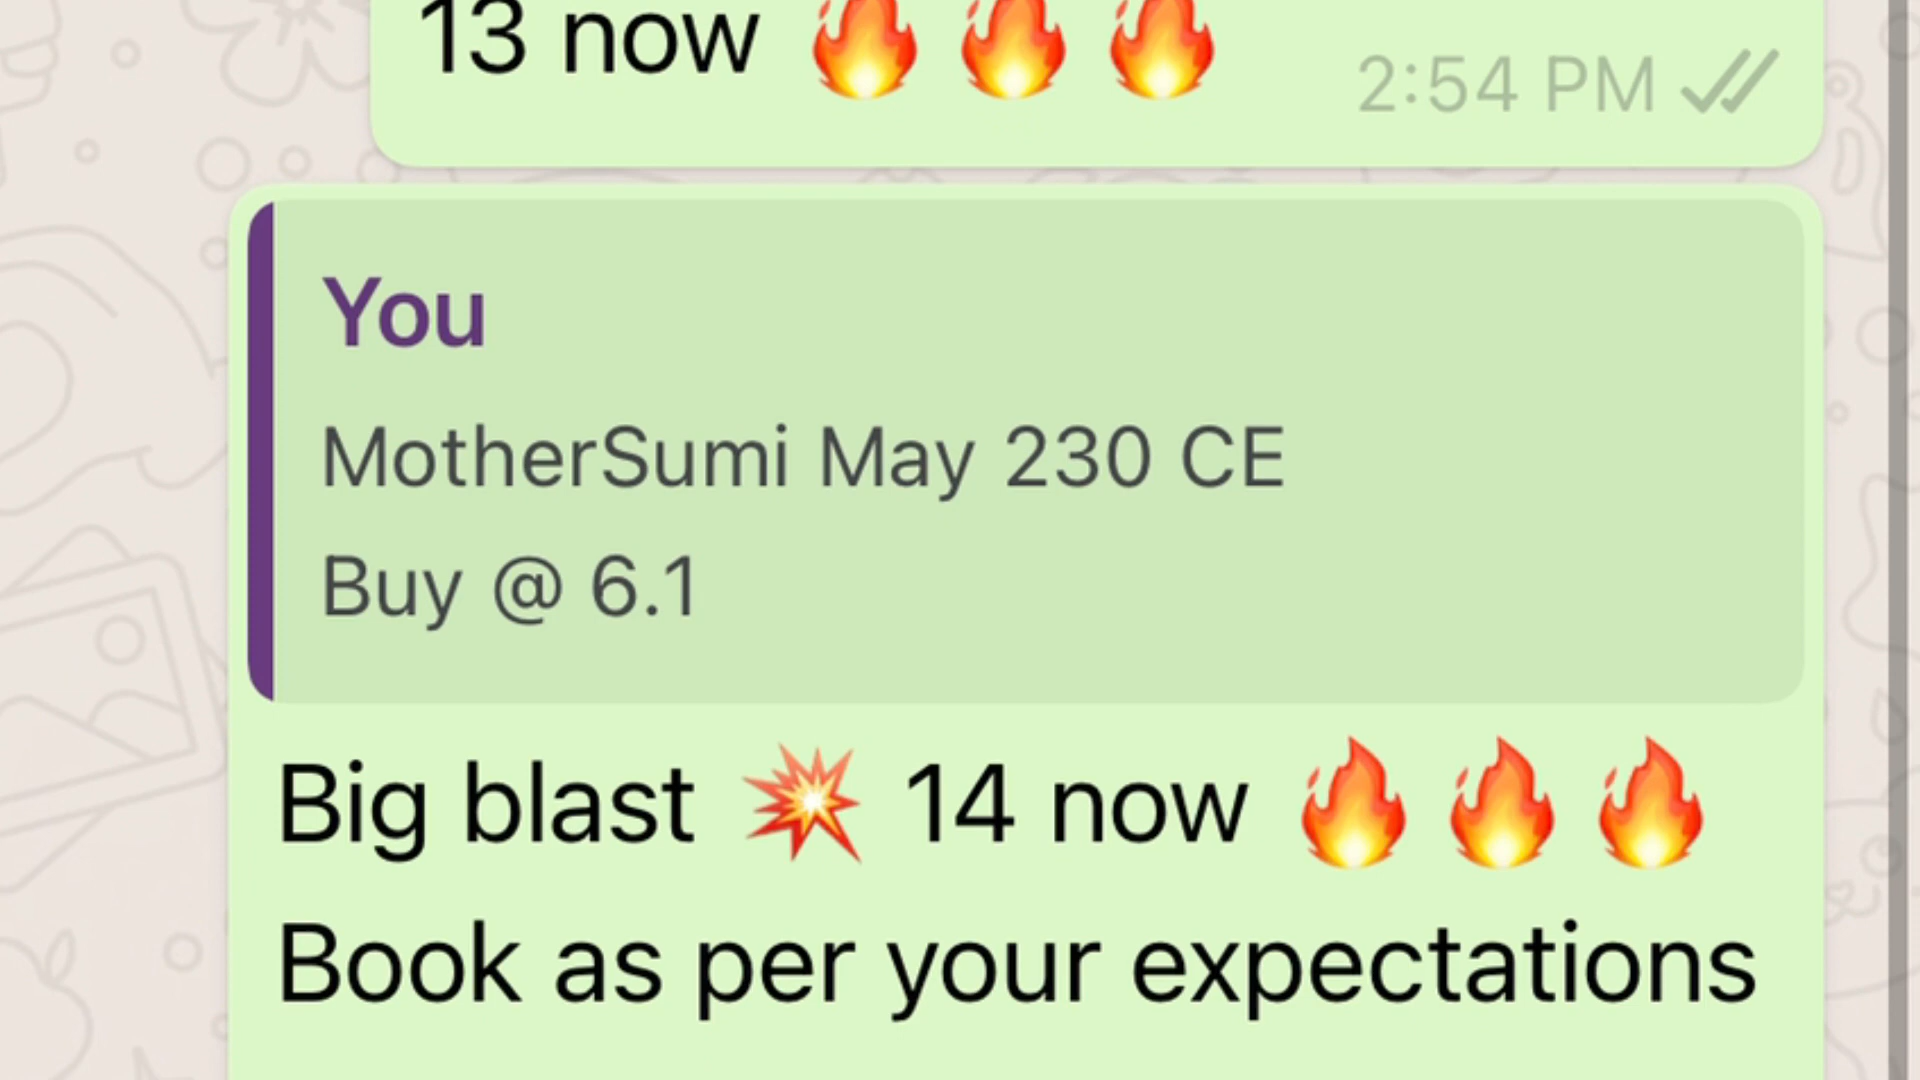 13 now 🔥 🔥 🔥
2:54 PM
You
MotherSumi May 230 CE
Buy @ 6.1
Big blast 💥 14 now 🔥 🔥 🔥
Book as per your expectations